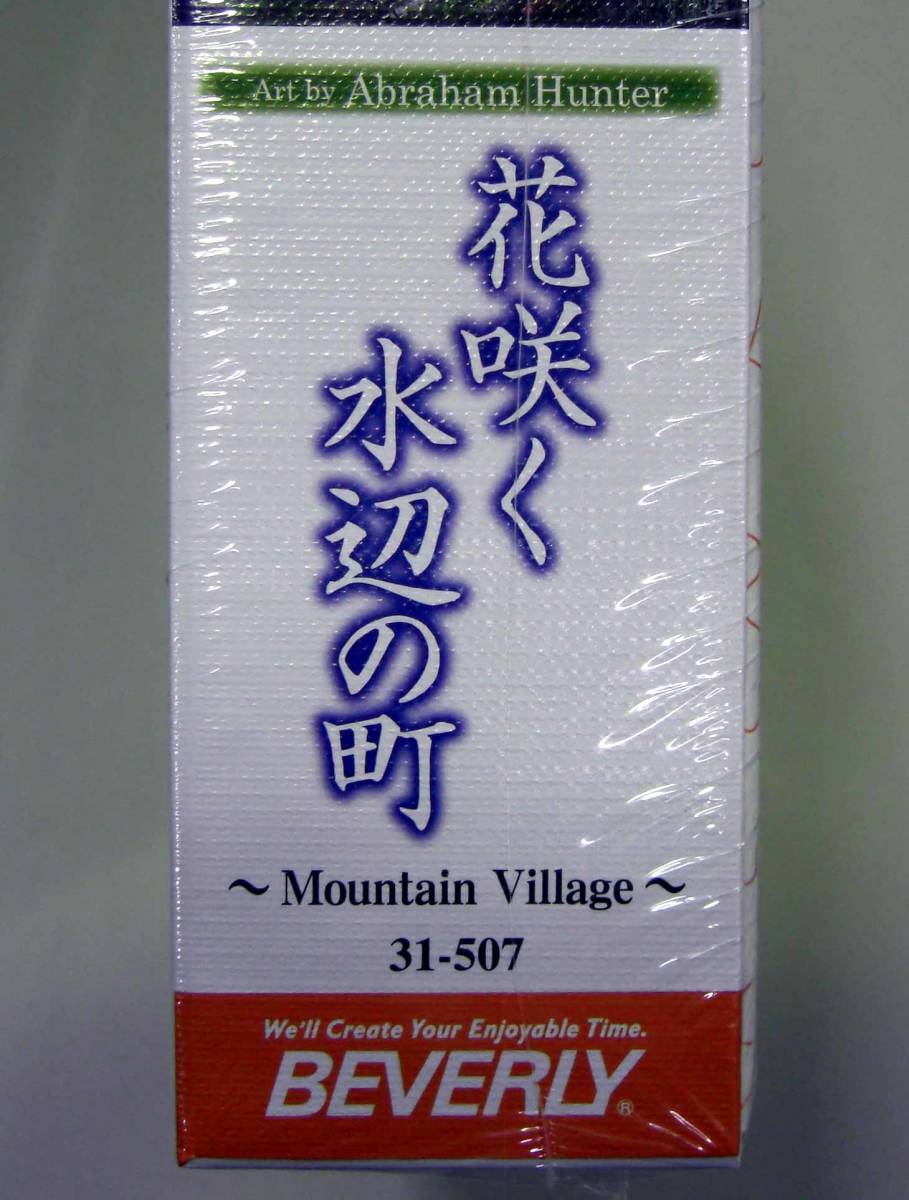 Art by Abraham Hunter
花咲く
水辺の町
～Mountain Village～
31-507
We'll Create Your Enjoyable Time.
BEVERLY®